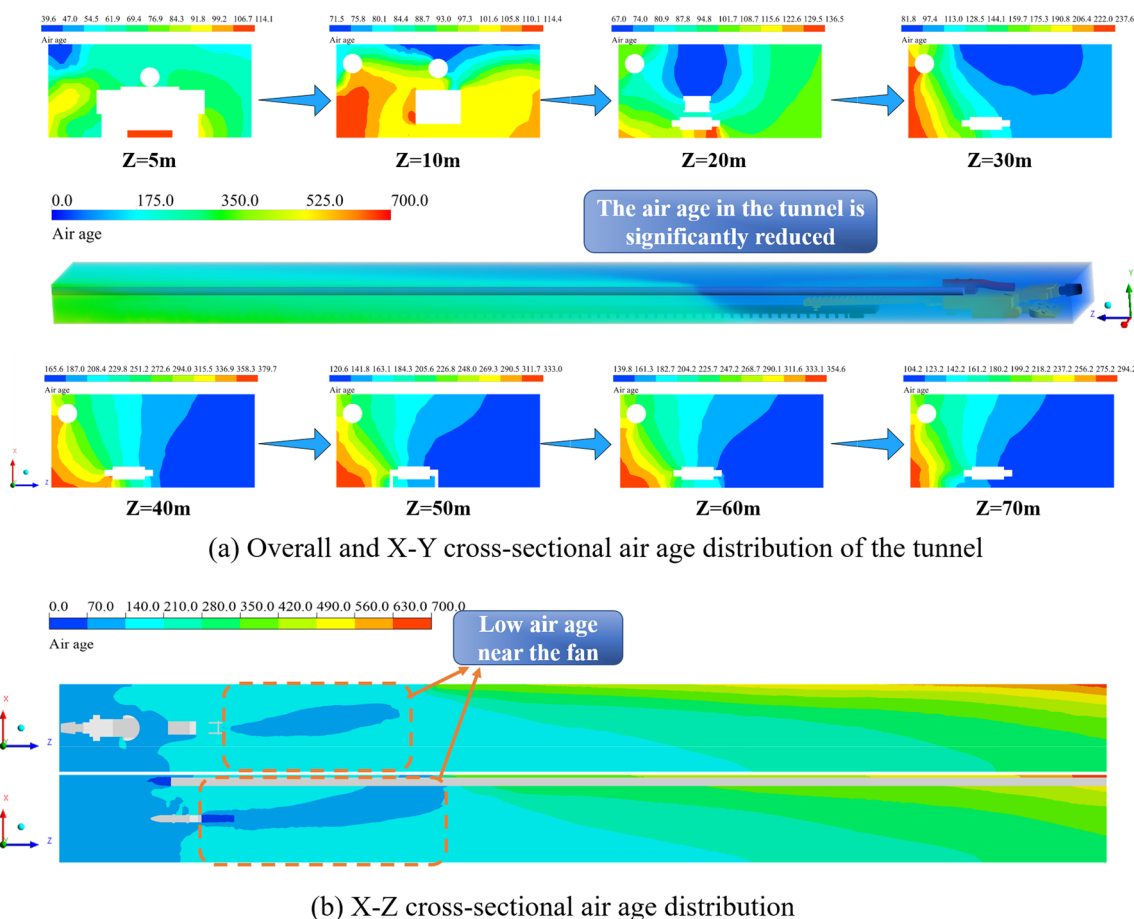 39.6 47.0 54.5 61.9 69.4 76.9 84.3 91.8 99.2 106.7 114.1
Air age
71.5 75.8 80.1 84.4 88.7 93.0 97.3 101.6 105.8 110.1 114.4
Air age
67.0 74.0 80.9 87.8 94.8 101.7 108.7 115.6 122.6 129.5 136.5
Air age
81.8 97.4 113.0 128.5 144.1 159.7 175.3 190.8 206.4 222.0 237.6
Air age
Z=5m
Z=10m
Z=20m
Z=30m
0.0 175.0 350.0 525.0 700.0
Air age
The air age in the tunnel is
significantly reduced
Y
Z
165.6 187.0 208.4 229.8 251.2 272.6 294.0 315.5 336.9 358.3 379.7
Air age
120.6 141.8 163.1 184.3 205.6 226.8 248.0 269.3 290.5 311.7 333.0
Air age
139.8 161.3 182.7 204.2 225.7 247.2 268.7 290.1 311.6 333.1 354.6
Air age
104.2 123.2 142.2 161.2 180.2 199.2 218.2 237.2 256.2 275.2 294.2
Air age
X
Z
Z=40m
Z=50m
Z=60m
Z=70m
(a) Overall and X-Y cross-sectional air age distribution of the tunnel
0.0 70.0 140.0 210.0 280.0 350.0 420.0 490.0 560.0 630.0 700.0
Air age
Low air age
near the fan
X
Z
X
Z
(b) X-Z cross-sectional air age distribution